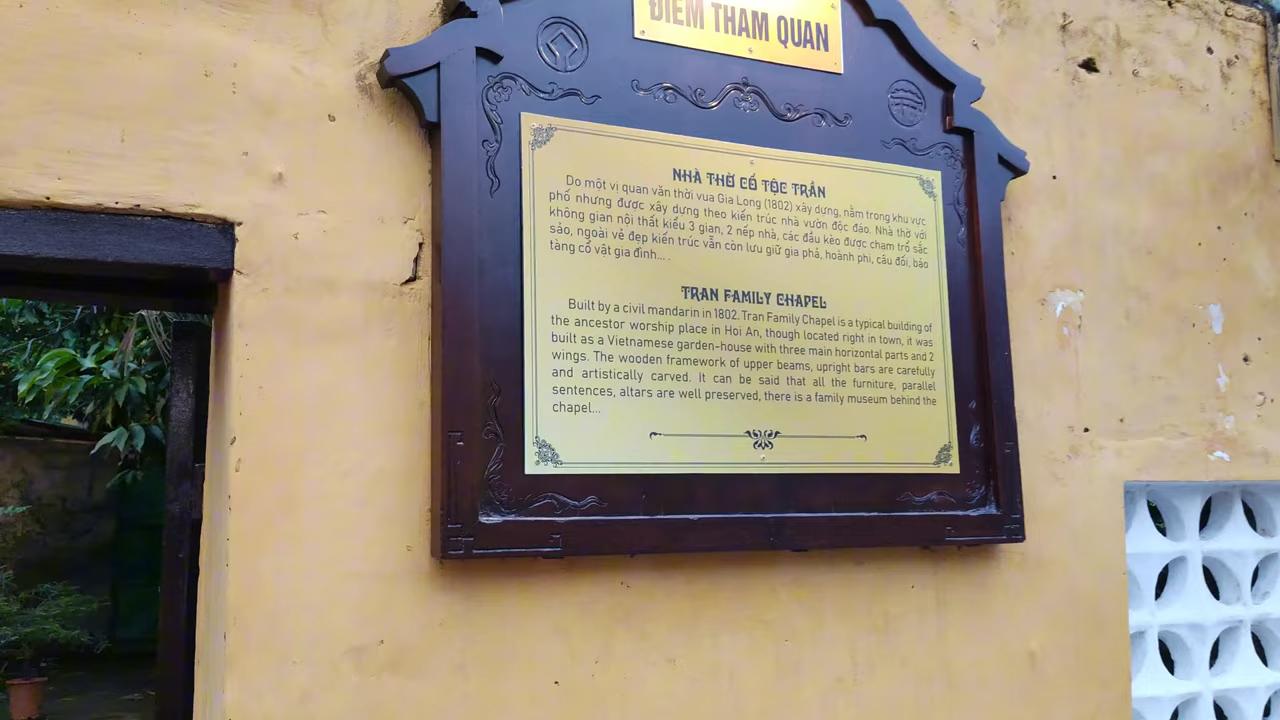 ĐIỂM THAM QUAN
NHÀ THỜ CỔ TỘC TRẦN
Do một vị quan văn thời vua Gia Long (1802) xây dựng, nằm trong khu vực
phố nhưng được xây dựng theo kiến trúc nhà vườn độc đáo. Nhà thờ với
không gian nội thất kiểu 3 gian, 2 nếp nhà, các đầu kèo được chạm trổ sắc
sảo, ngoài vẻ đẹp kiến trúc vẫn còn lưu giữ gia phả, hoành phi, câu đối, bảo
tàng cổ vật gia đình... .
TRAN FAMILY CHAPEL
Built by a civil mandarin in 1802. Tran Family Chapel is a typical building of
the ancestor worship place in Hoi An, though located right in town, it was
built as a Vietnamese garden-house with three main horizontal parts and 2
wings. The wooden framework of upper beams, upright bars are carefully
and artistically carved. It can be said that all the furniture, parallel
sentences, altars are well preserved, there is a family museum behind the
chapel...